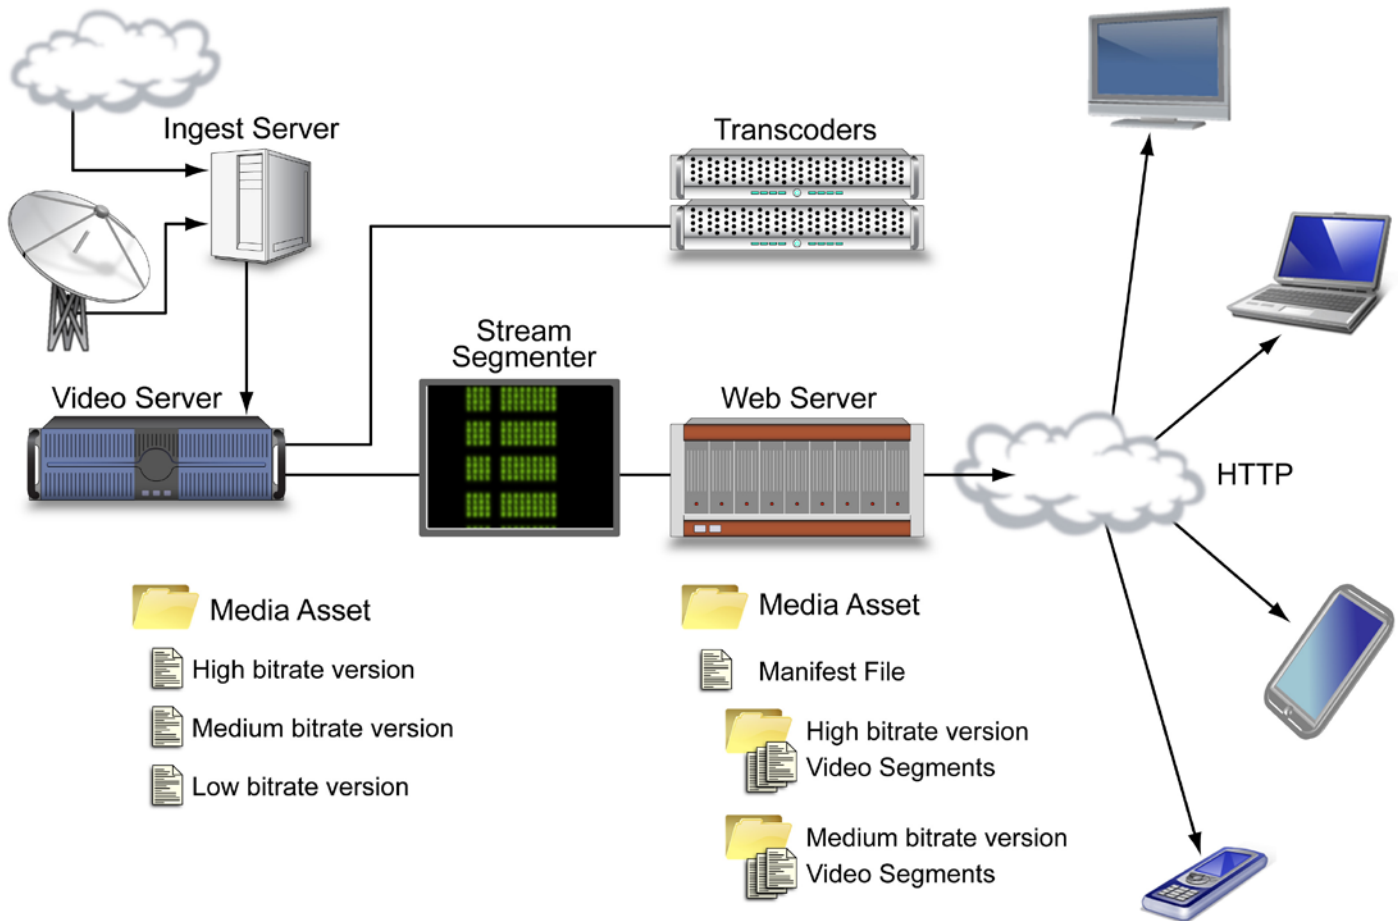 Ingest Server
Transcoders
Stream
Segmenter
Video Server
Web Server
HTTP
Media Asset
High bitrate version
Medium bitrate version
Low bitrate version
Media Asset
Manifest File
High bitrate version
Video Segments
Medium bitrate version
Video Segments